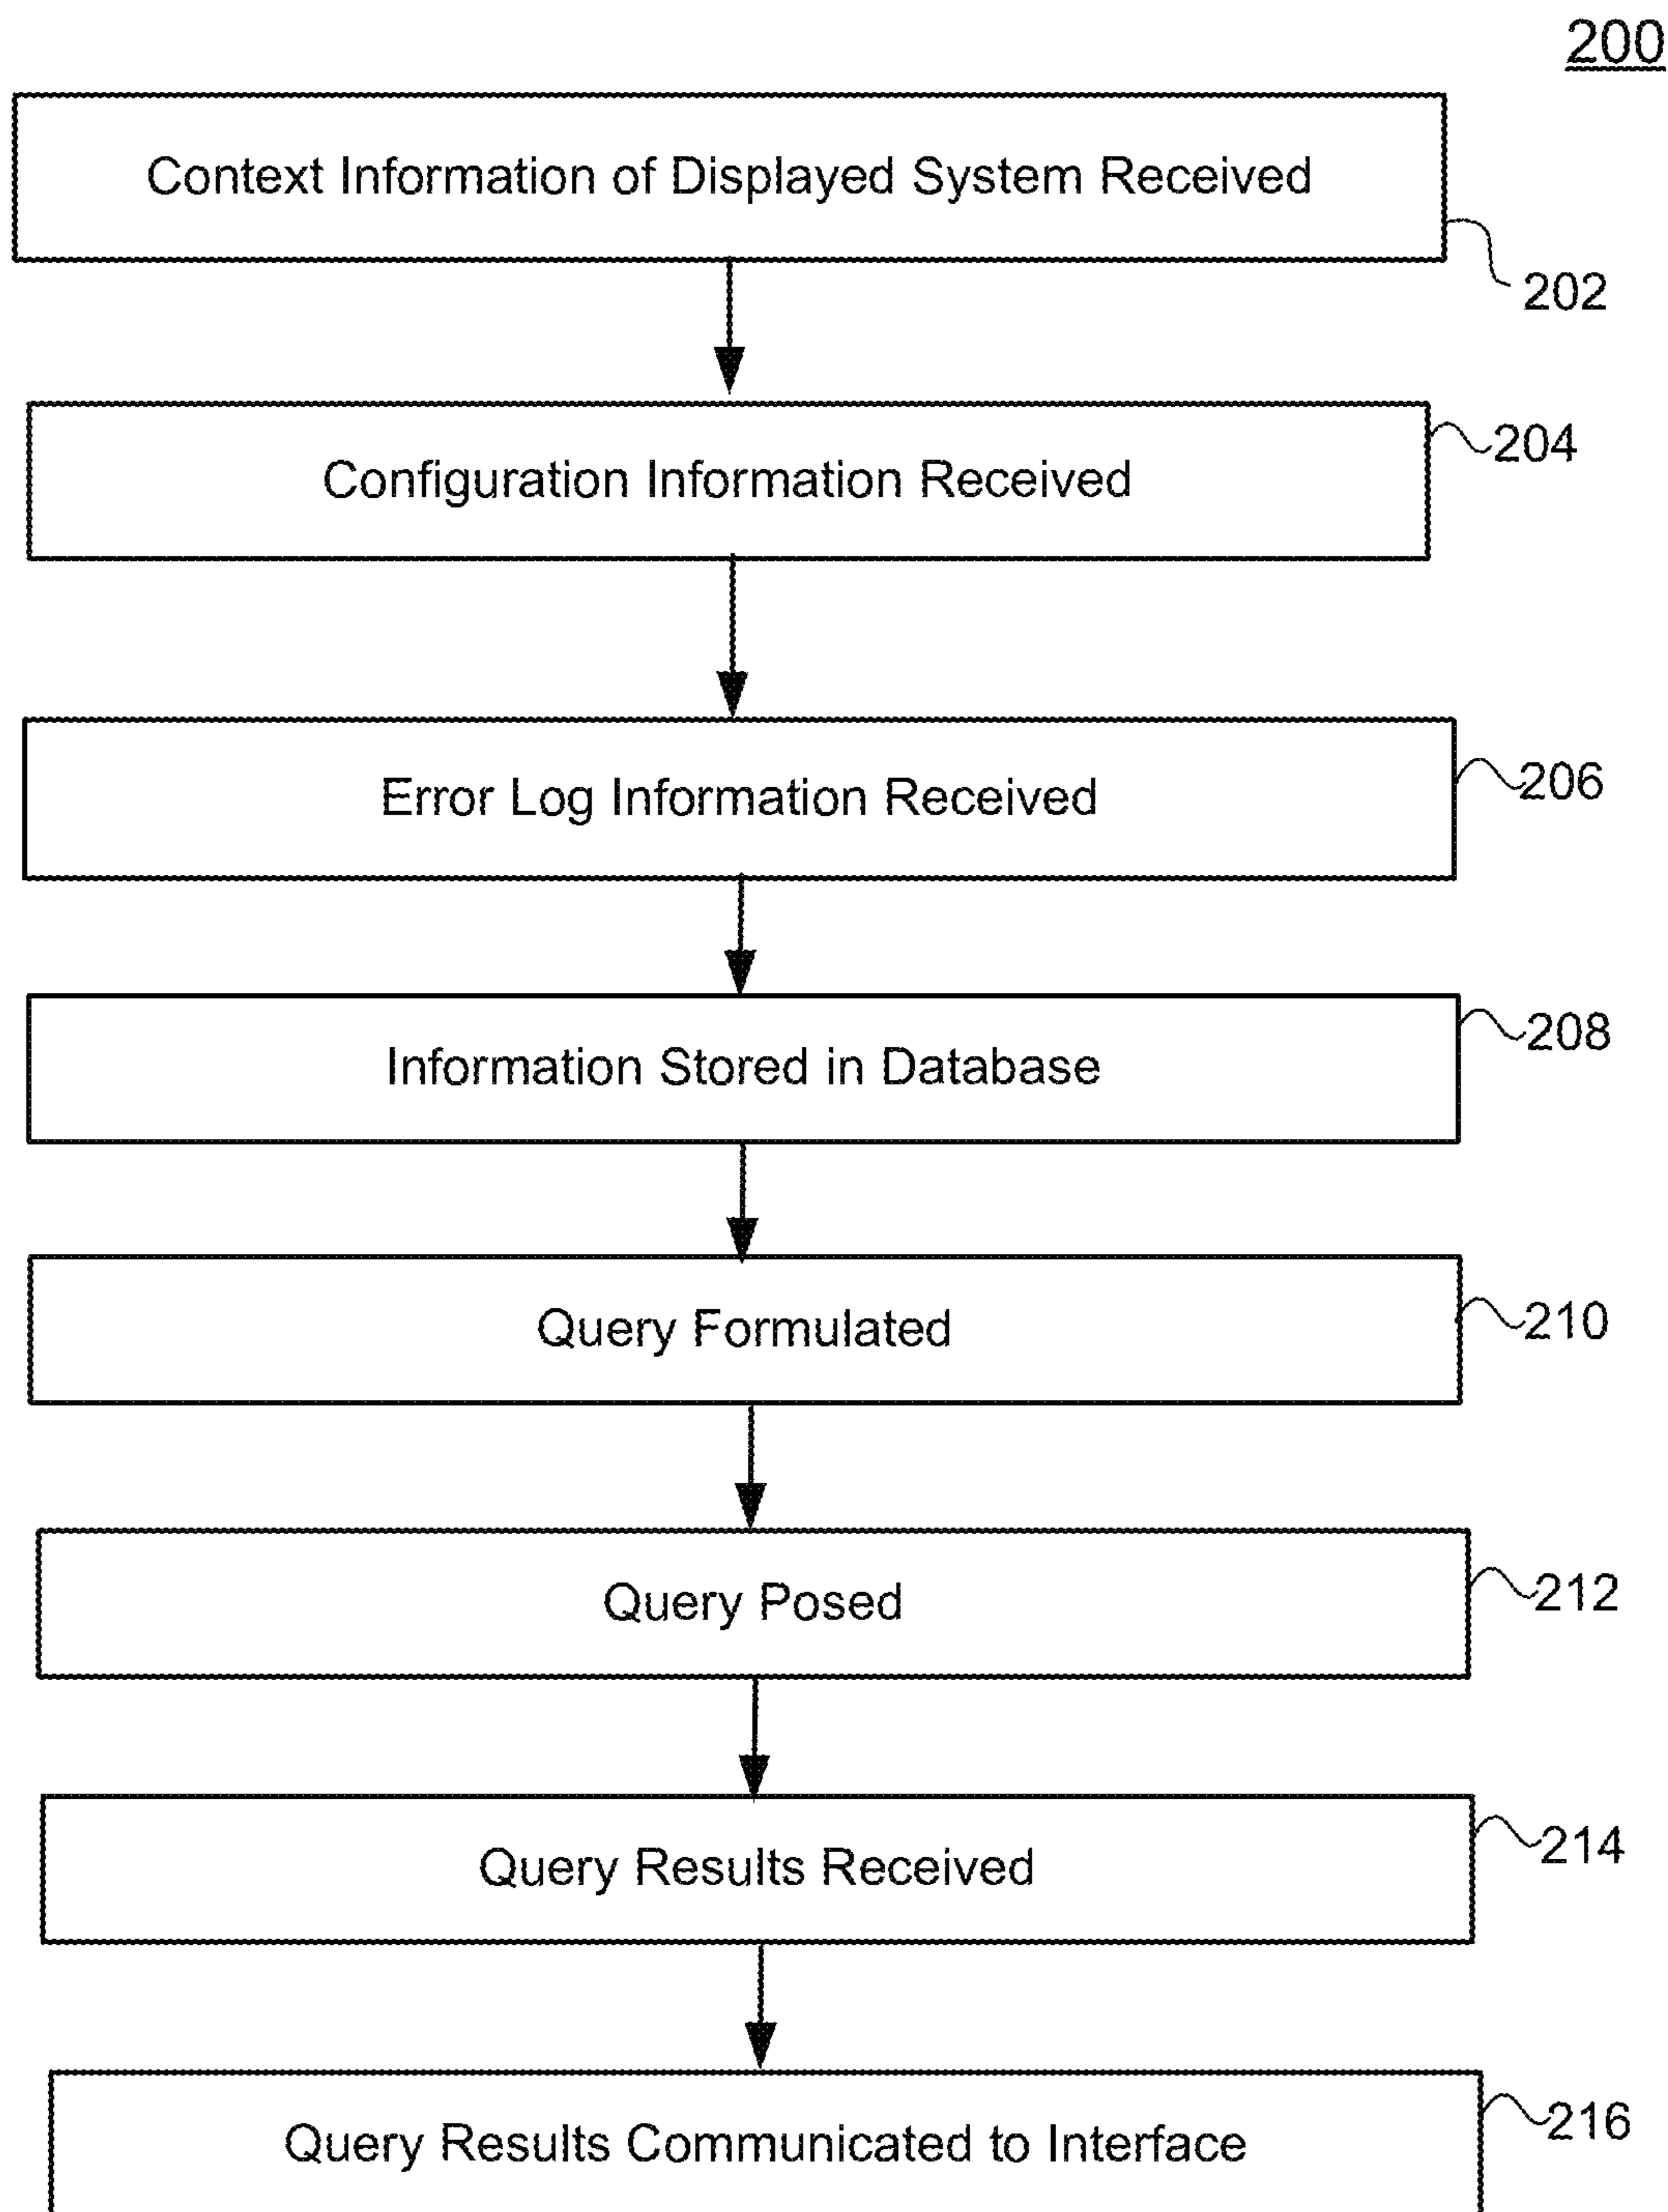 200
Context Information of Displayed System Received
202
Configuration Information Received
204
Error Log Information Received
206
Information Stored in Database
208
Query Formulated
210
Query Posed
212
Query Results Received
214
Query Results Communicated to Interface
216